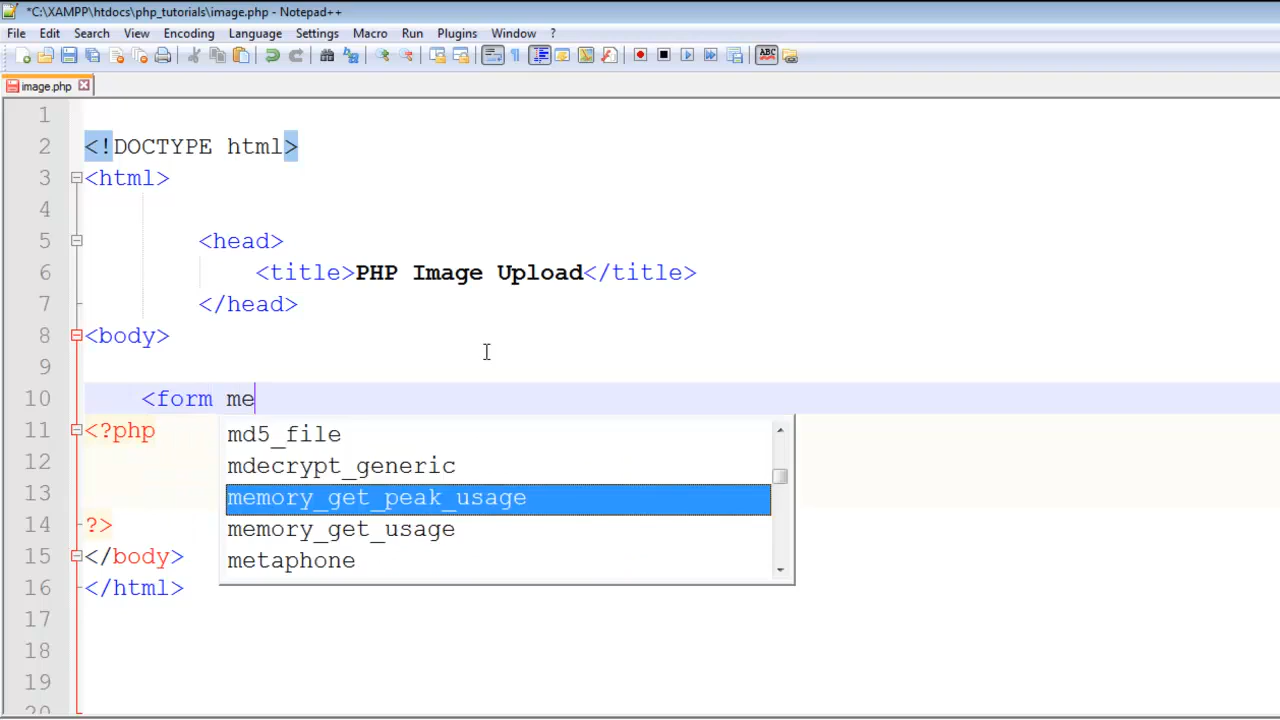 *C:\XAMPP\htdocs\php_tutorials\image.php - Notepad++
File Edit Search View Encoding Language Settings Macro Run Plugins Window ?
ABC
image.php
1
2 <!DOCTYPE html>
3 <html>
4
5 <head>
6 <title>PHP Image Upload</title>
7 </head>
8 <body>
9
10 <form me
11 <?php
12
13
14 ?>
15 </body>
16 </html>
17
18
19
20
md5_file
mdecrypt_generic
memory_get_peak_usage
memory_get_usage
metaphone